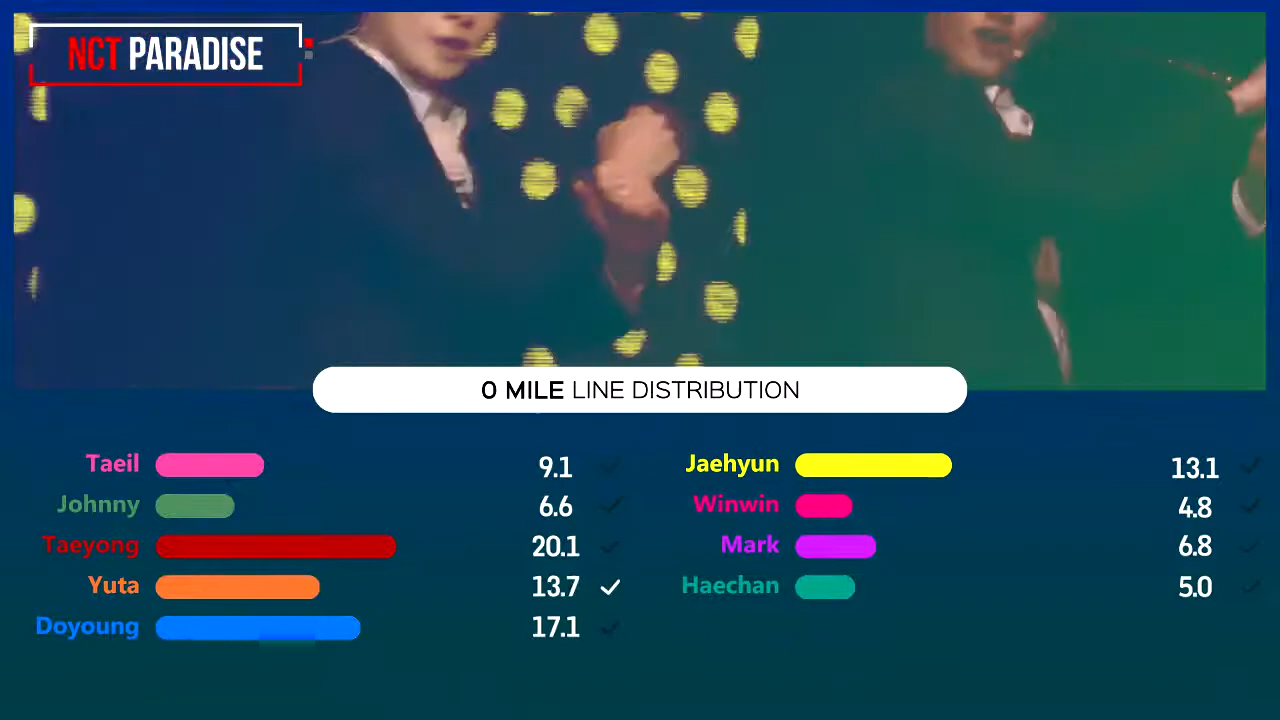 NCT PARADISE
0 MILE LINE DISTRIBUTION
Taeil 9.1
Johnny 6.6
Taeyong 20.1
Yuta 13.7
Doyoung 17.1
Jaehyun 13.1
Winwin 4.8
Mark 6.8
Haechan 5.0